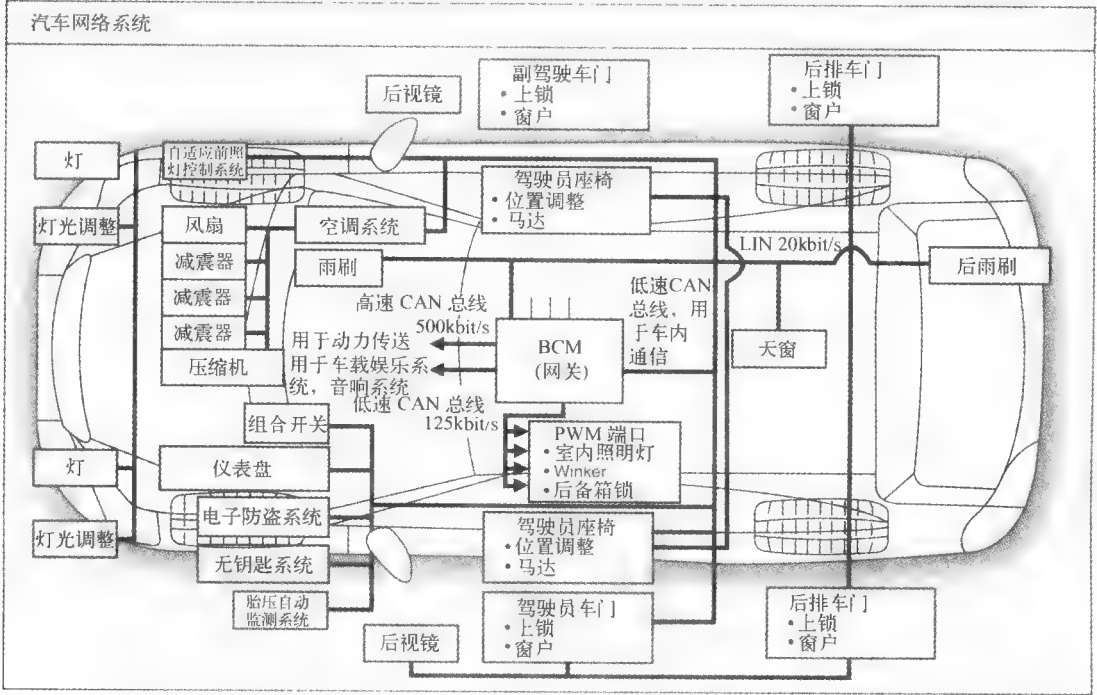 汽车网络系统
后视镜
副驾驶车门
• 上锁
• 窗户
后排车门
• 上锁
• 窗户
灯
自适应前照
灯控制系统
灯光调整
风扇
空调系统
驾驶员座椅
• 位置调整
• 马达
减震器
雨刷
LIN 20kbit/s
后雨刷
减震器
减震器
压缩机
高速 CAN 总线
500kbit/s
用于动力传送
用于车载娱乐系
统，音响系统
低速 CAN 总线
125kbit/s
BCM
(网关)
低速CAN
总线，用
于车内
通信
天窗
组合开关
灯
仪表盘
PWM 端口
• 室内照明灯
• Winker
• 后备箱锁
电子防盗系统
灯光调整
无钥匙系统
驾驶员座椅
• 位置调整
• 马达
胎压自动
监测系统
后视镜
驾驶员车门
• 上锁
• 窗户
后排车门
• 上锁
• 窗户